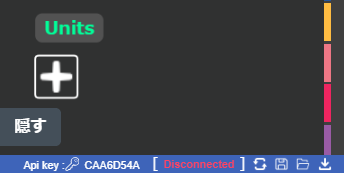 Units
隠す
Api key : CAA6D54A [ Disconnected ]